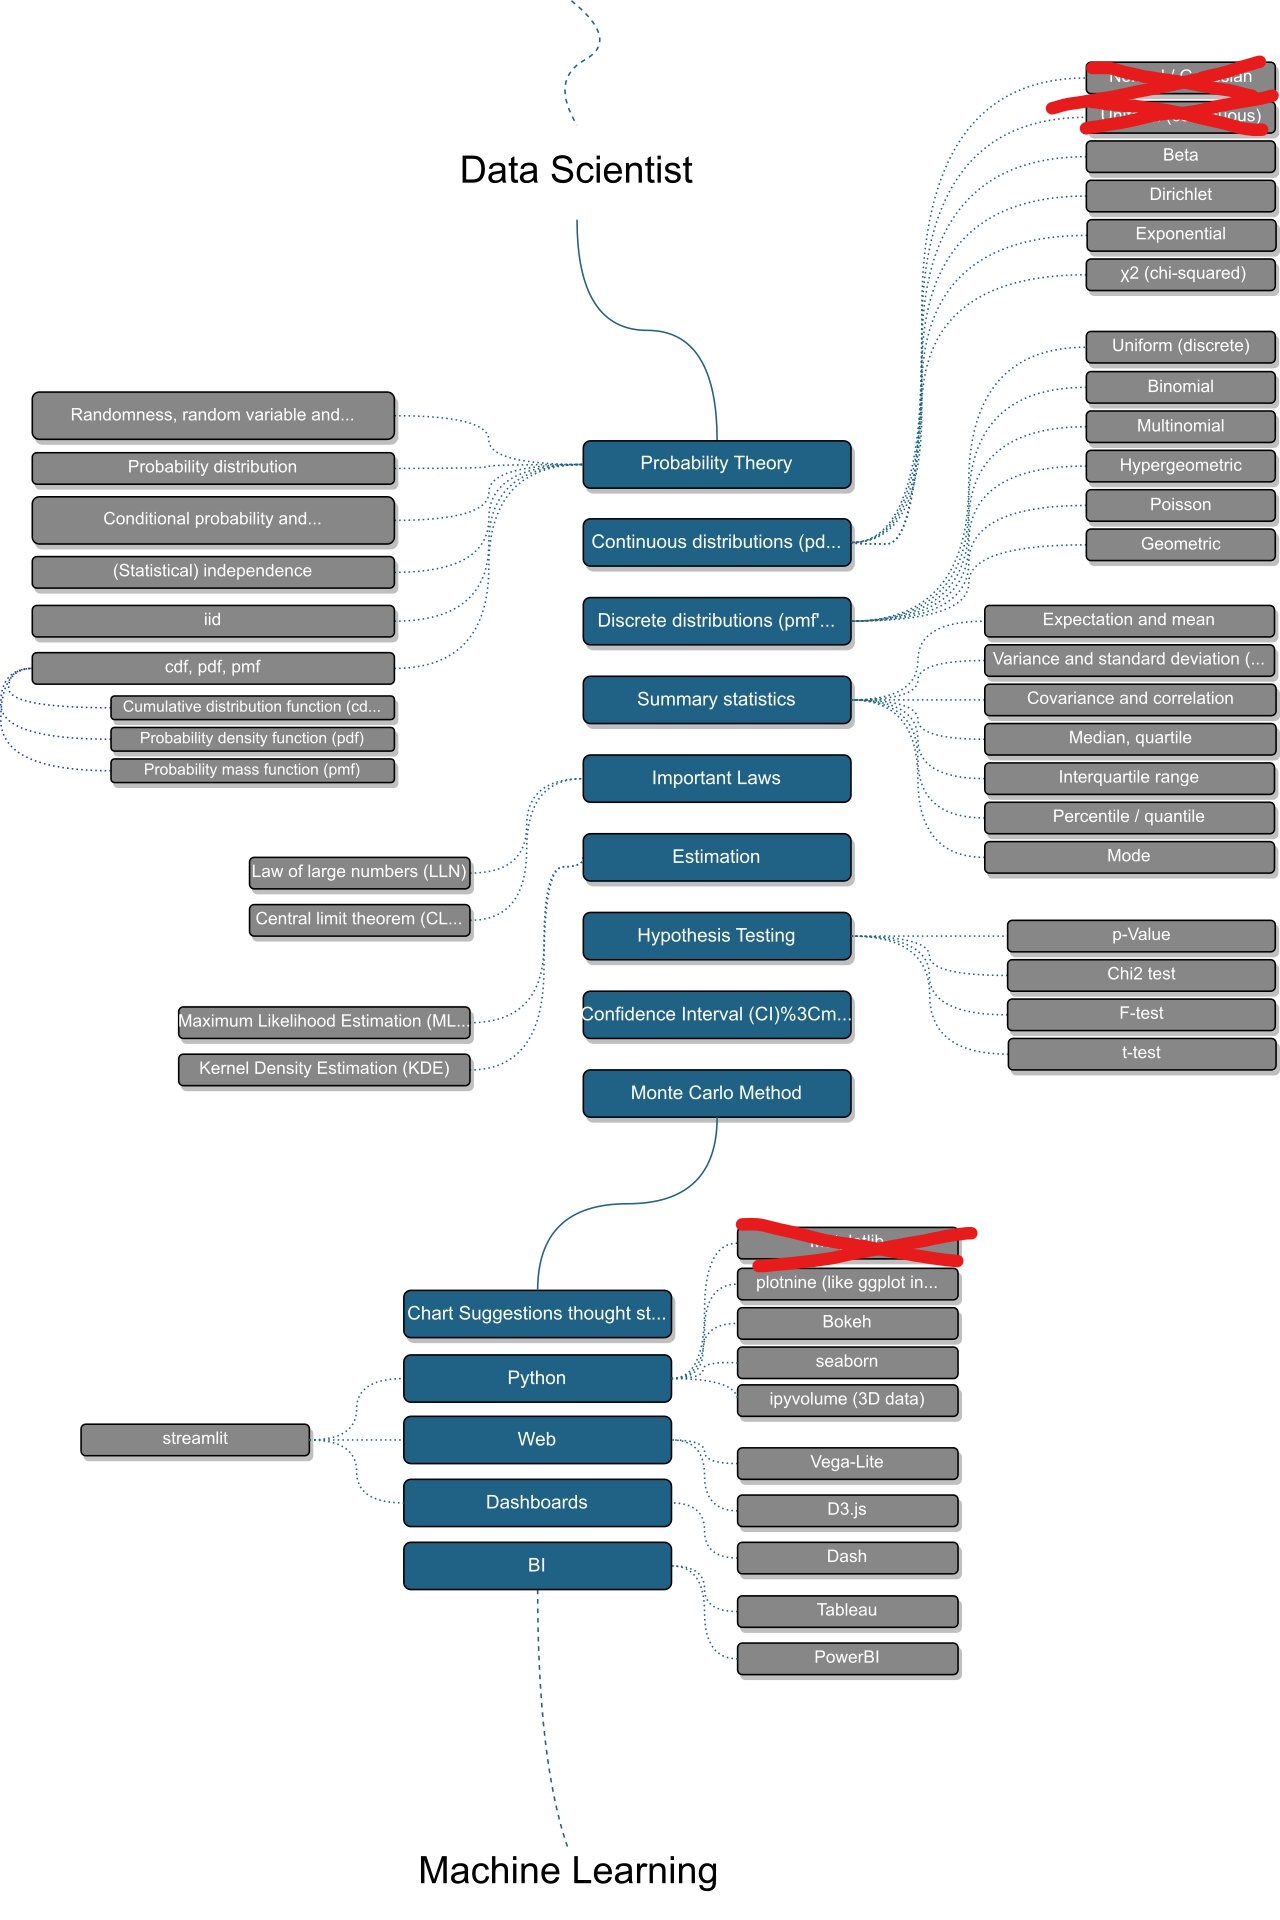 Data Scientist
Beta
Dirichlet
Exponential
χ2 (chi-squared)
Uniform (discrete)
Binomial
Multinomial
Hypergeometric
Poisson
Geometric
Randomness, random variable and...
Probability distribution
Conditional probability and...
(Statistical) independence
iid
cdf, pdf, pmf
Cumulative distribution function (cd...
Probability density function (pdf)
Probability mass function (pmf)
Probability Theory
Continuous distributions (pd...
Discrete distributions (pmf'...
Summary statistics
Important Laws
Estimation
Hypothesis Testing
Confidence Interval (CI)%3Cm...
Monte Carlo Method
Expectation and mean
Variance and standard deviation (...
Covariance and correlation
Median, quartile
Interquartile range
Percentile / quantile
Mode
Law of large numbers (LLN)
Central limit theorem (CL...
Maximum Likelihood Estimation (ML...
Kernel Density Estimation (KDE)
p-Value
Chi2 test
F-test
t-test
Chart Suggestions thought st...
Python
Web
Dashboards
BI
streamlit
plotnine (like ggplot in...
Bokeh
seaborn
ipyvolume (3D data)
Vega-Lite
D3.js
Dash
Tableau
PowerBI
Machine Learning